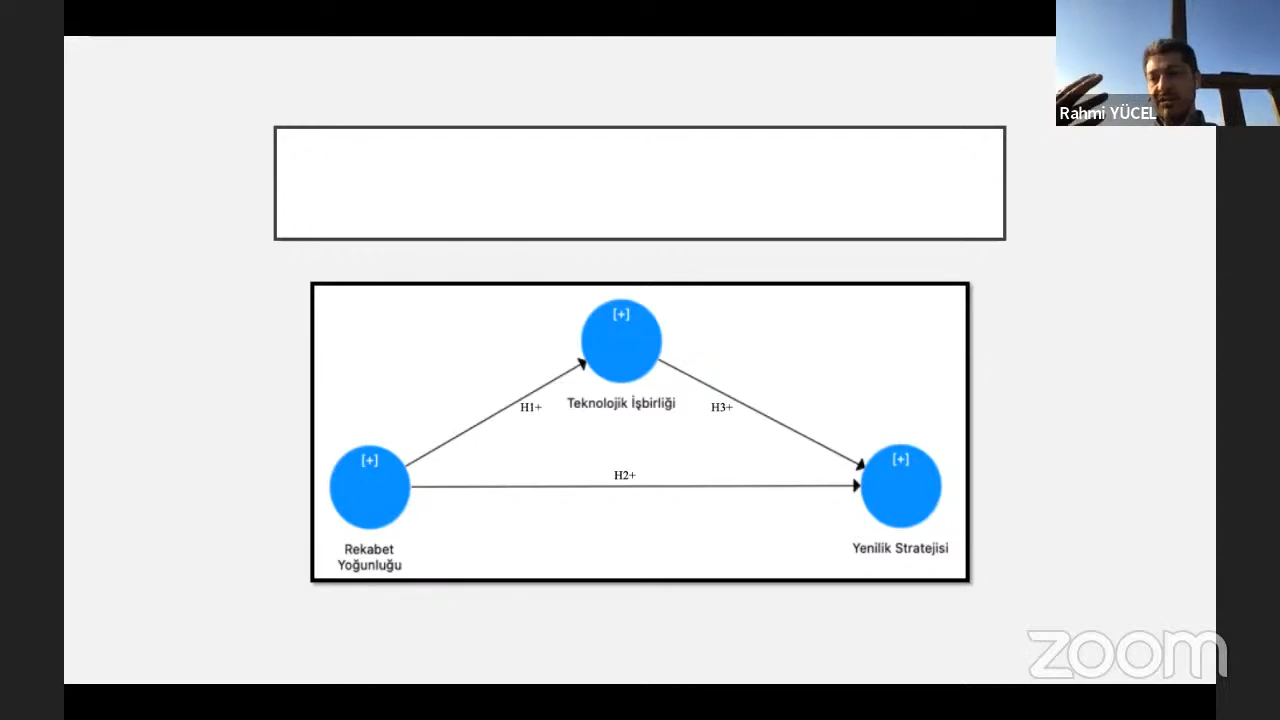 Rahmi YÜCEL
[+]
Teknolojik İşbirliği
H1+
H3+
H2+
[+]
Rekabet
Yoğunluğu
[+]
Yenilik Stratejisi
zoom